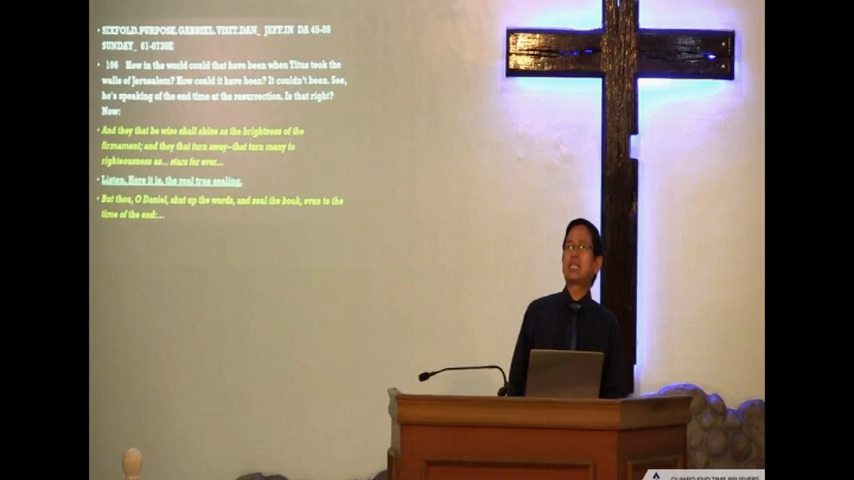 • SIXFOLD.PURPOSE.GABRIEL.VISIT.DAN_ JEFF.IN DA 45-88
SUNDAY_ 61-0730E
• 106 How in the world could that have been when Titus took the
walls of Jerusalem? How could it have been? It couldn't been. See,
he's speaking of the end time at the resurrection. Is that right?
Now:
• And they that be wise shall shine as the brightness of the
firmament; and they that turn away--that turn many to
righteousness as... stars for ever...
• Listen. Here it is, the real true sealing.
• But thou, O Daniel, shut up the words, and seal the book, even to the
time of the end:...
END TIME BELIEVERS